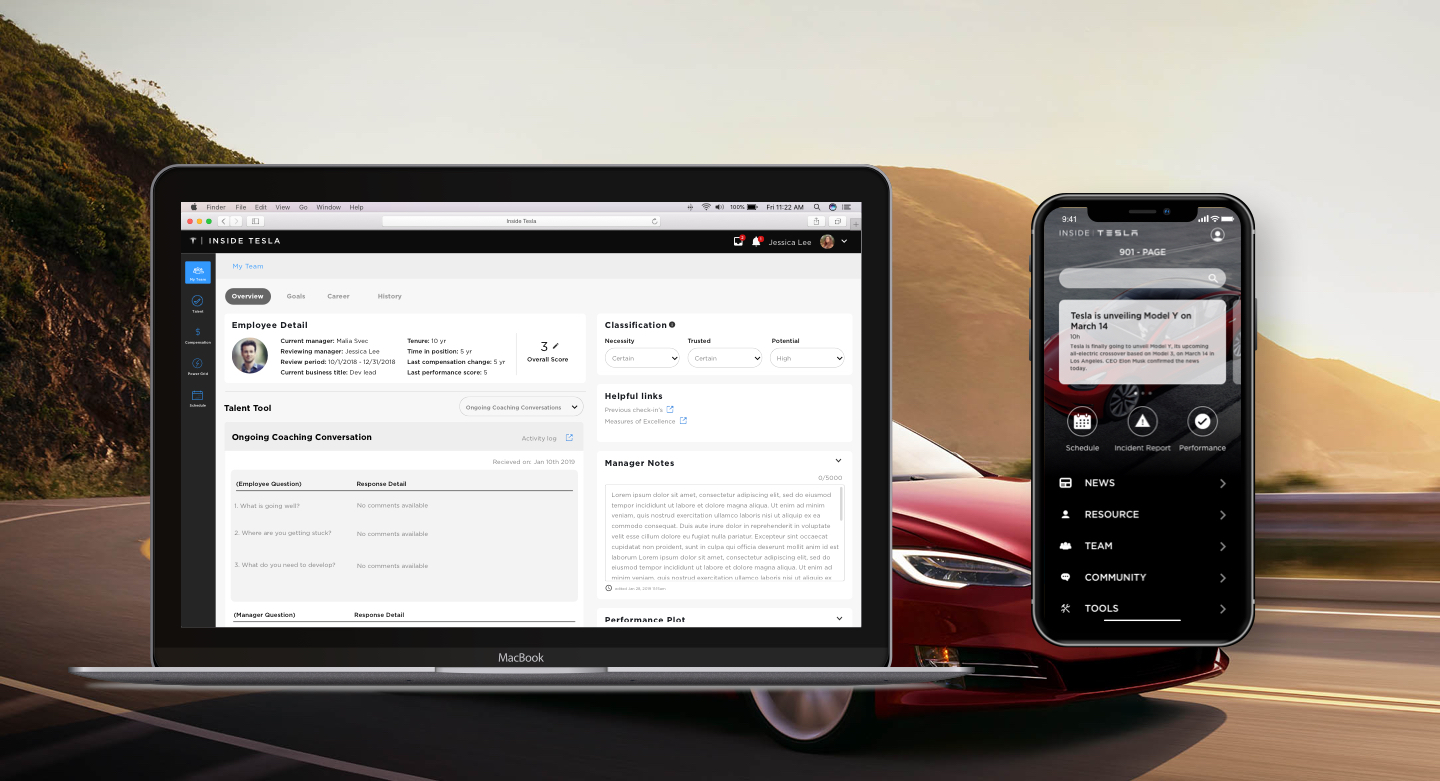 Finder File Edit View Go Window Help
100% Fri 11:22 AM
Inside Tesla
INSIDE TESLA
Jessica Lee
My Team
My Team
Talent
Compensation
Power Grid
Schedule
Overview Goals Career History
Employee Detail
Current manager: Malia Svec
Reviewing manager: Jessica Lee
Review period: 10/1/2018 - 12/31/2018
Current business title: Dev lead
Tenure: 10 yr
Time in position: 5 yr
Last compensation change: 5 yr
Last performance score: 5
3
Overall Score
Talent Tool
Ongoing Coaching Conversations
Ongoing Coaching Conversation
Activity log
Recieved on: Jan 10th 2019
(Employee Question) Response Detail
1. What is going well? No comments available
2. Where are you getting stuck? No comments available
3. What do you need to develop? No comments available
(Manager Question) Response Detail
Classification
Necessity Trusted Potential
Certain Certain High
Helpful links
Previous check-in's
Measures of Excellence
Manager Notes
0/5000
Lorem ipsum dolor sit amet, consectetur adipiscing elit, sed do eiusmod
tempor incididunt ut labore et dolore magna aliqua. Ut enim ad minim
veniam, quis nostrud exercitation ullamco laboris nisi ut aliquip ex ea
commodo consequat. Duis aute irure dolor in reprehenderit in voluptate
velit esse cillum dolore eu fugiat nulla pariatur. Excepteur sint occaecat
cupidatat non proident, sunt in culpa qui officia deserunt mollit anim id est
laborum Lorem ipsum dolor sit amet, consectetur adipiscing elit, sed do
eiusmod tempor incididunt ut labore et dolore magna aliqua. Ut enim ad
minim veniam, quis nostrud exercitation ullamco laboris nisi ut aliquip ex
Performance Plot
MacBook
9:41
INSIDE TESLA
901 - PAGE
Tesla is unveiling Model Y on
March 14
10h
Tesla is finally going to unveil Model Y, its upcoming
all-electric crossover based on Model 3, on March 14 in
Los Angeles. CEO Elon Musk confirmed the news
today.
Schedule Incident Report Performance
NEWS
RESOURCE
TEAM
COMMUNITY
TOOLS